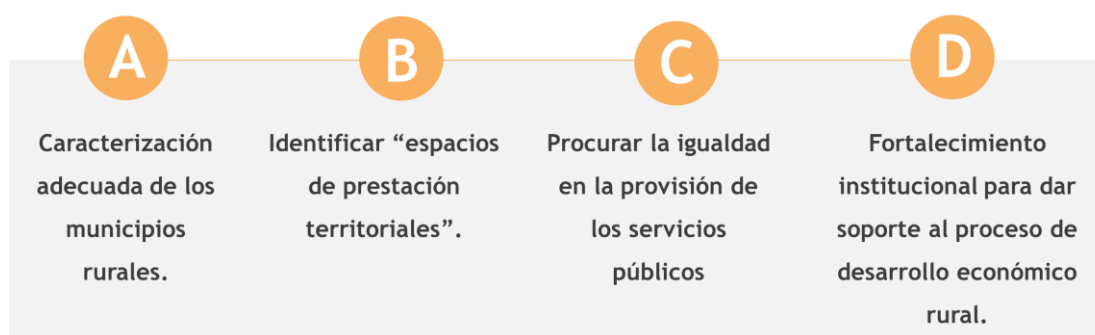 A
Caracterización
adecuada de los
municipios
rurales.
B
Identificar “espacios
de prestación
territoriales”.
C
Procurar la igualdad
en la provisión de
los servicios
públicos
D
Fortalecimiento
institucional para dar
soporte al proceso de
desarrollo económico
rural.